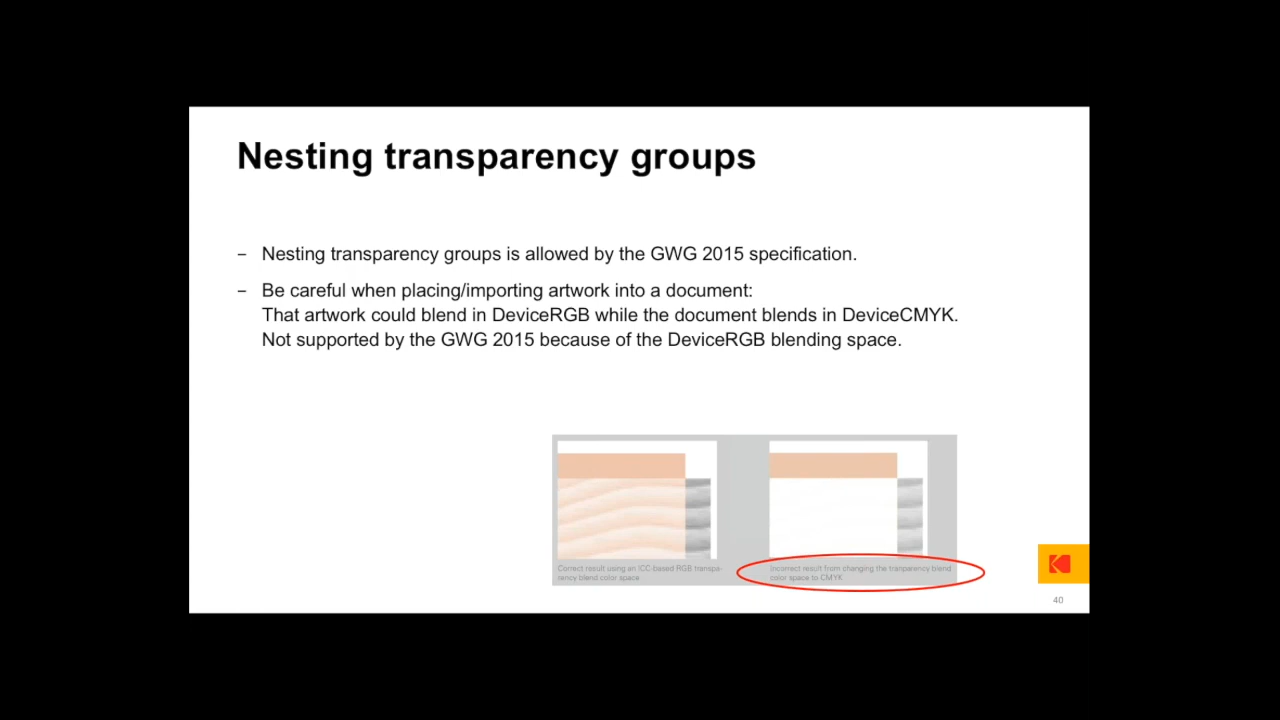 Nesting transparency groups
– Nesting transparency groups is allowed by the GWG 2015 specification.
– Be careful when placing/importing artwork into a document:
That artwork could blend in DeviceRGB while the document blends in DeviceCMYK.
Not supported by the GWG 2015 because of the DeviceRGB blending space.
Correct result using an ICC-based RGB transpa-
rency blend color space
Incorrect result from changing the tranparency blend
color space to CMYK
40